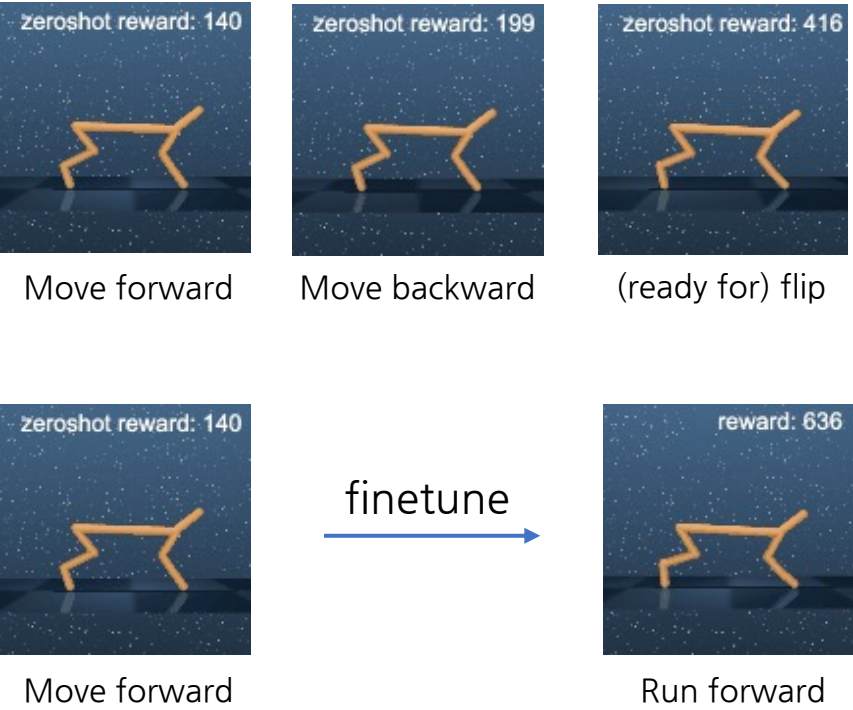 zeroshot reward: 140
zeroshot reward: 199
zeroshot reward: 416
Move forward
Move backward
(ready for) flip
zeroshot reward: 140
reward: 636
finetune
Move forward
Run forward